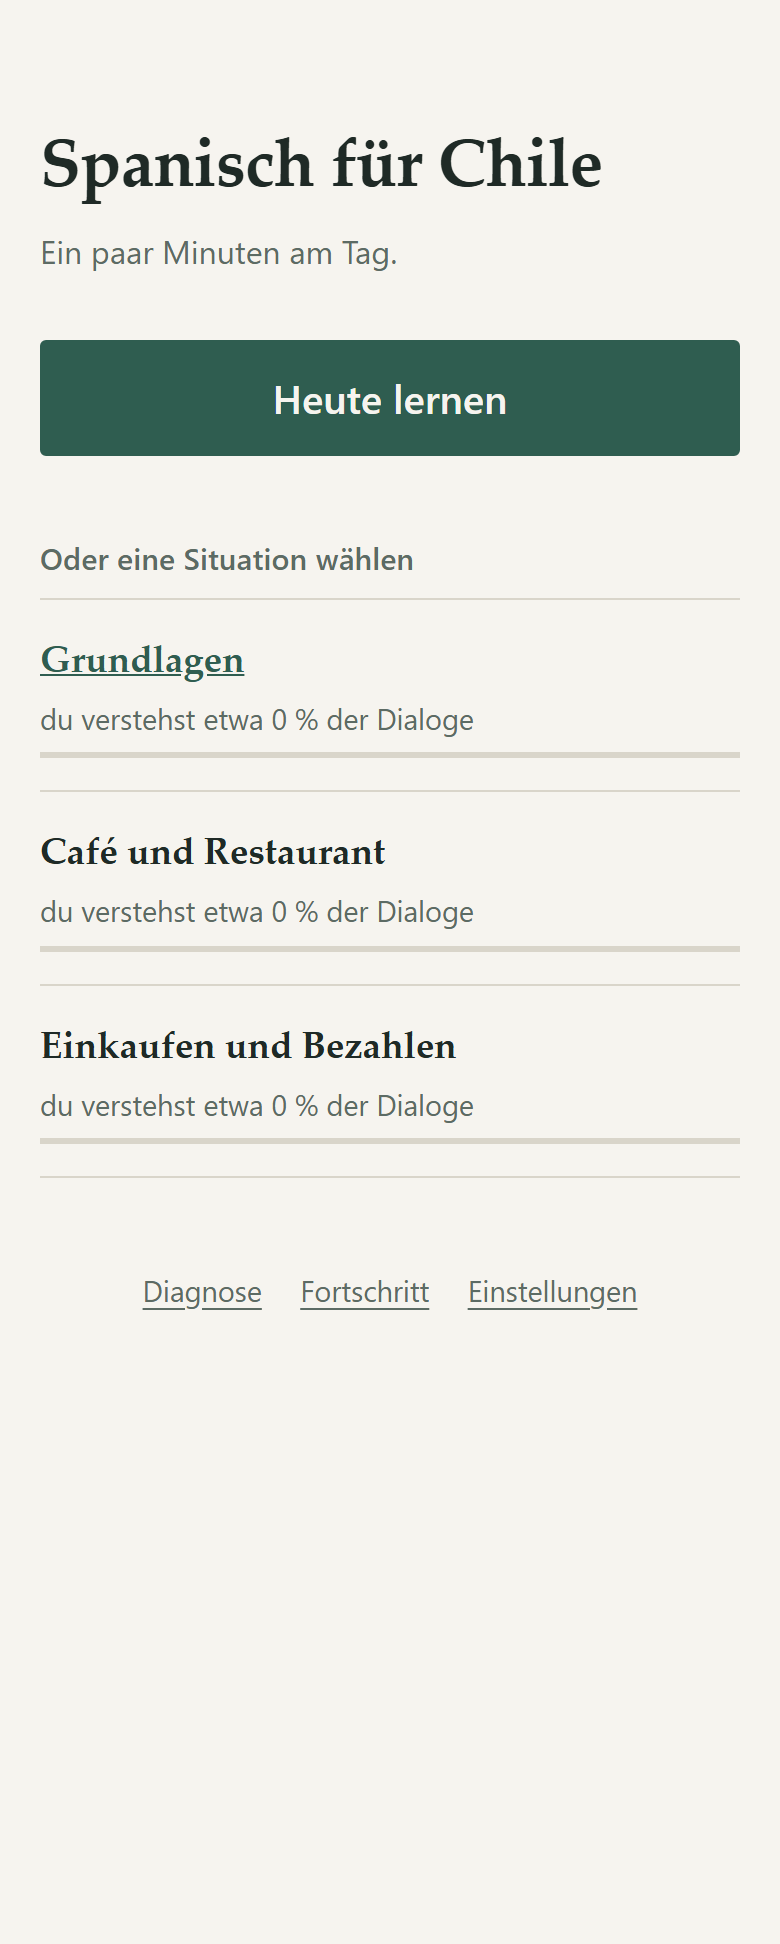 Spanisch für Chile
Ein paar Minuten am Tag.
Heute lernen
Oder eine Situation wählen
Grundlagen
du verstehst etwa 0 % der Dialoge
Café und Restaurant
du verstehst etwa 0 % der Dialoge
Einkaufen und Bezahlen
du verstehst etwa 0 % der Dialoge
Diagnose Fortschritt Einstellungen